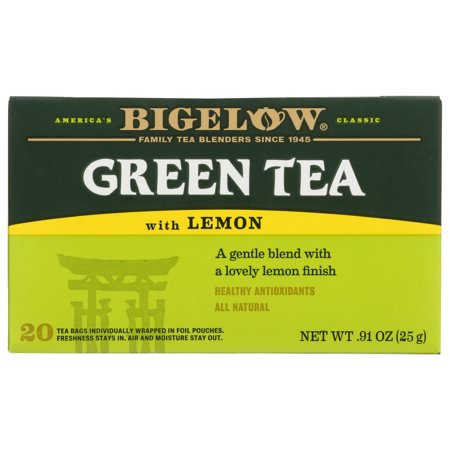 AMERICA'S BIGELOW® CLASSIC
FAMILY TEA BLENDERS SINCE 1945
GREEN TEA
with LEMON
A gentle blend with
a lovely lemon finish
HEALTHY ANTIOXIDANTS
ALL NATURAL
20 TEA BAGS INDIVIDUALLY WRAPPED IN FOIL POUCHES.
FRESHNESS STAYS IN. AIR AND MOISTURE STAY OUT.
NET WT .91 OZ (25 g)